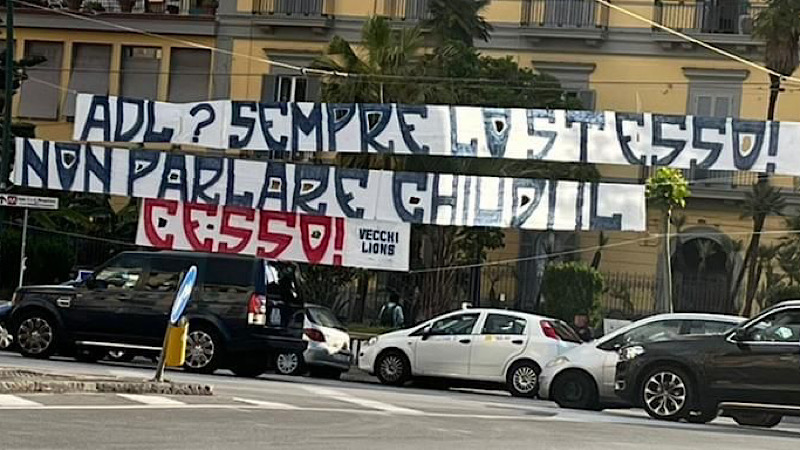 ADL? SEMPRE LO STESSO!
NON PARLARE CHIUDI IL
CESSO!
VECCHI
LIONS